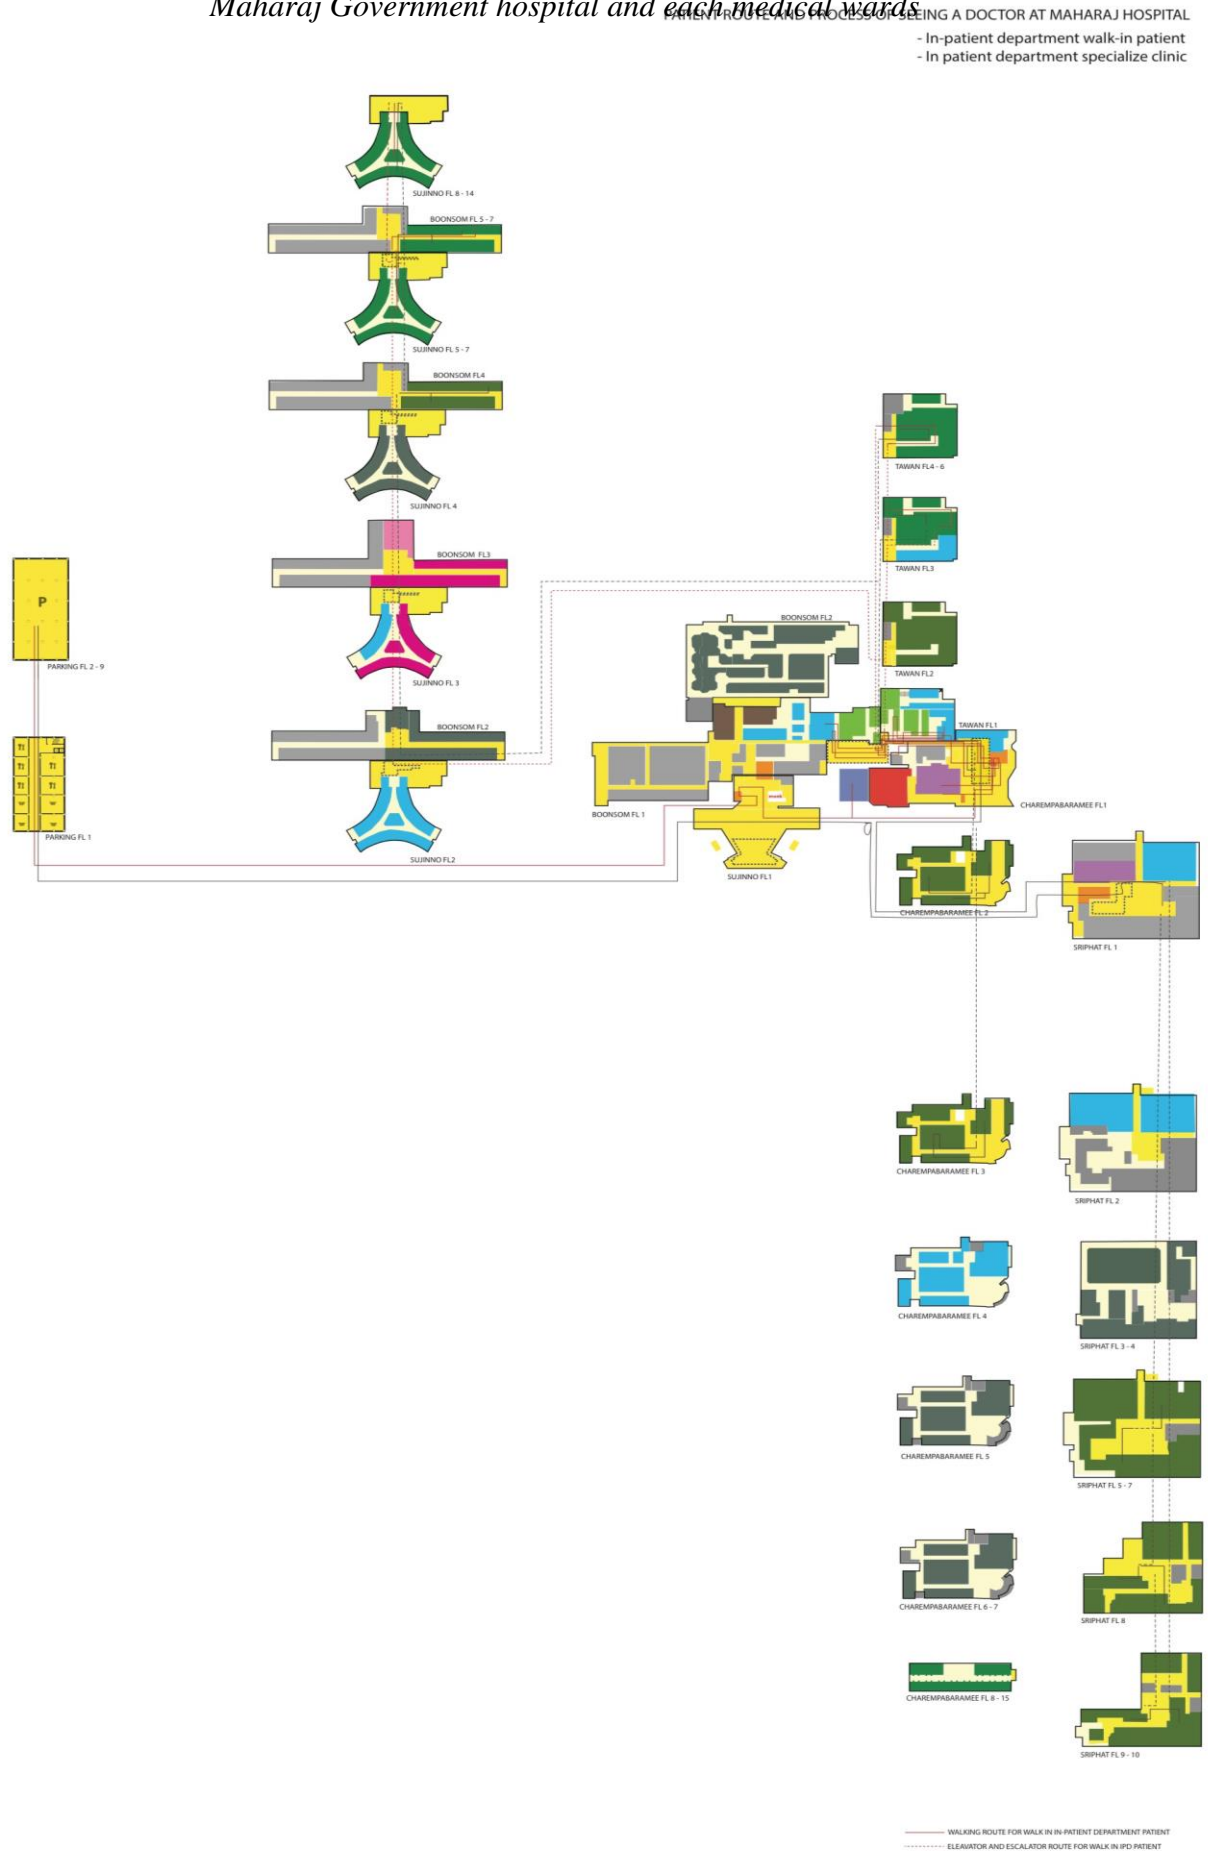 Maharaj Government hospital and each medical wards
PATIENT ROUTE AND PROCESS OF SEEING A DOCTOR AT MAHARAJ HOSPITAL
- In-patient department walk-in patient
- In patient department specialize clinic
SUJINNO FL 8 - 14
BOONSOM FL 5 - 7
SUJINNO FL 5 - 7
BOONSOM FL4
SUJINNO FL 4
BOONSOM FL3
SUJINNO FL 3
BOONSOM FL2
SUJINNO FL2
P
PARKING FL 2 - 9
PARKING FL 1
TAWAN FL4 - 6
TAWAN FL3
TAWAN FL2
BOONSOM FL2
TAWAN FL1
BOONSOM FL 1
CHAREMPABARAMEE FL1
SUJINNO FL1
CHAREMPABARAMEE FL 2
SRIPHAT FL 1
CHAREMPABARAMEE FL 3
SRIPHAT FL 2
CHAREMPABARAMEE FL 4
SRIPHAT FL 3 - 4
CHAREMPABARAMEE FL 5
SRIPHAT FL 5 - 7
CHAREMPABARAMEE FL 6 - 7
SRIPHAT FL 8
CHAREMPABARAMEE FL 8 - 15
SRIPHAT FL 9 - 10
WALKING ROUTE FOR WALK IN IN-PATIENT DEPARTMENT PATIENT
ELEAVATOR AND ESCALATOR ROUTE FOR WALK IN IPD PATIENT